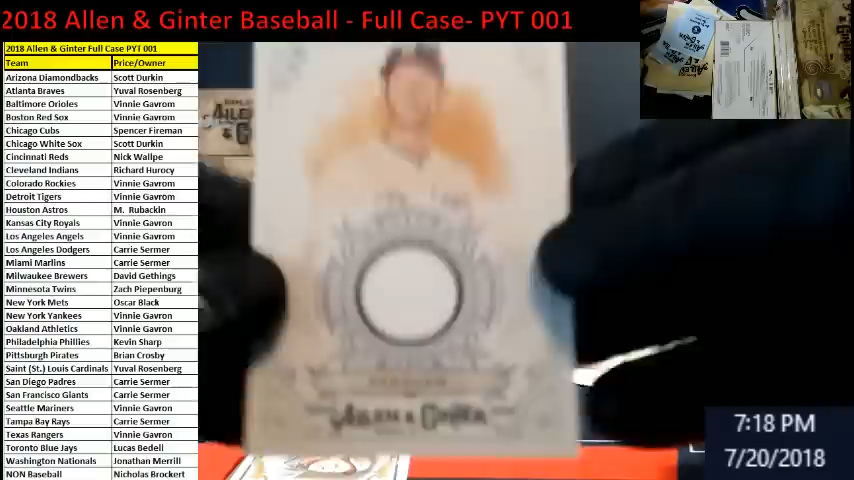 2018 Allen & Ginter Baseball - Full Case- PYT 001
2018 Allen & Ginter Full Case PYT 001
Team Price/Owner
Arizona Diamondbacks Scott Durkin
Atlanta Braves Yuval Rosenberg
Baltimore Orioles Vinnie Gavrom
Boston Red Sox Vinnie Gavrom
Chicago Cubs Spencer Fireman
Chicago White Sox Scott Durkin
Cincinnati Reds Nick Wallpe
Cleveland Indians Richard Hurocy
Colorado Rockies Vinnie Gavrom
Detroit Tigers Vinnie Gavrom
Houston Astros M. Rubackin
Kansas City Royals Vinnie Gavron
Los Angeles Angels Vinnie Gavrom
Los Angeles Dodgers Carrie Sermer
Miami Marlins Carrie Sermer
Milwaukee Brewers David Gethings
Minnesota Twins Zach Piepenburg
New York Mets Oscar Black
New York Yankees Vinnie Gavron
Oakland Athletics Vinnie Gavron
Philadelphia Phillies Kevin Sharp
Pittsburgh Pirates Brian Crosby
Saint (St.) Louis Cardinals Yuval Rosenberg
San Diego Padres Carrie Sermer
San Francisco Giants Carrie Sermer
Seattle Mariners Vinnie Gavron
Tampa Bay Rays Carrie Sermer
Texas Rangers Vinnie Gavron
Toronto Blue Jays Lucas Bedell
Washington Nationals Jonathan Merrill
NON Baseball Nicholas Brockert
Allen & Ginter
7:18 PM
7/20/2018